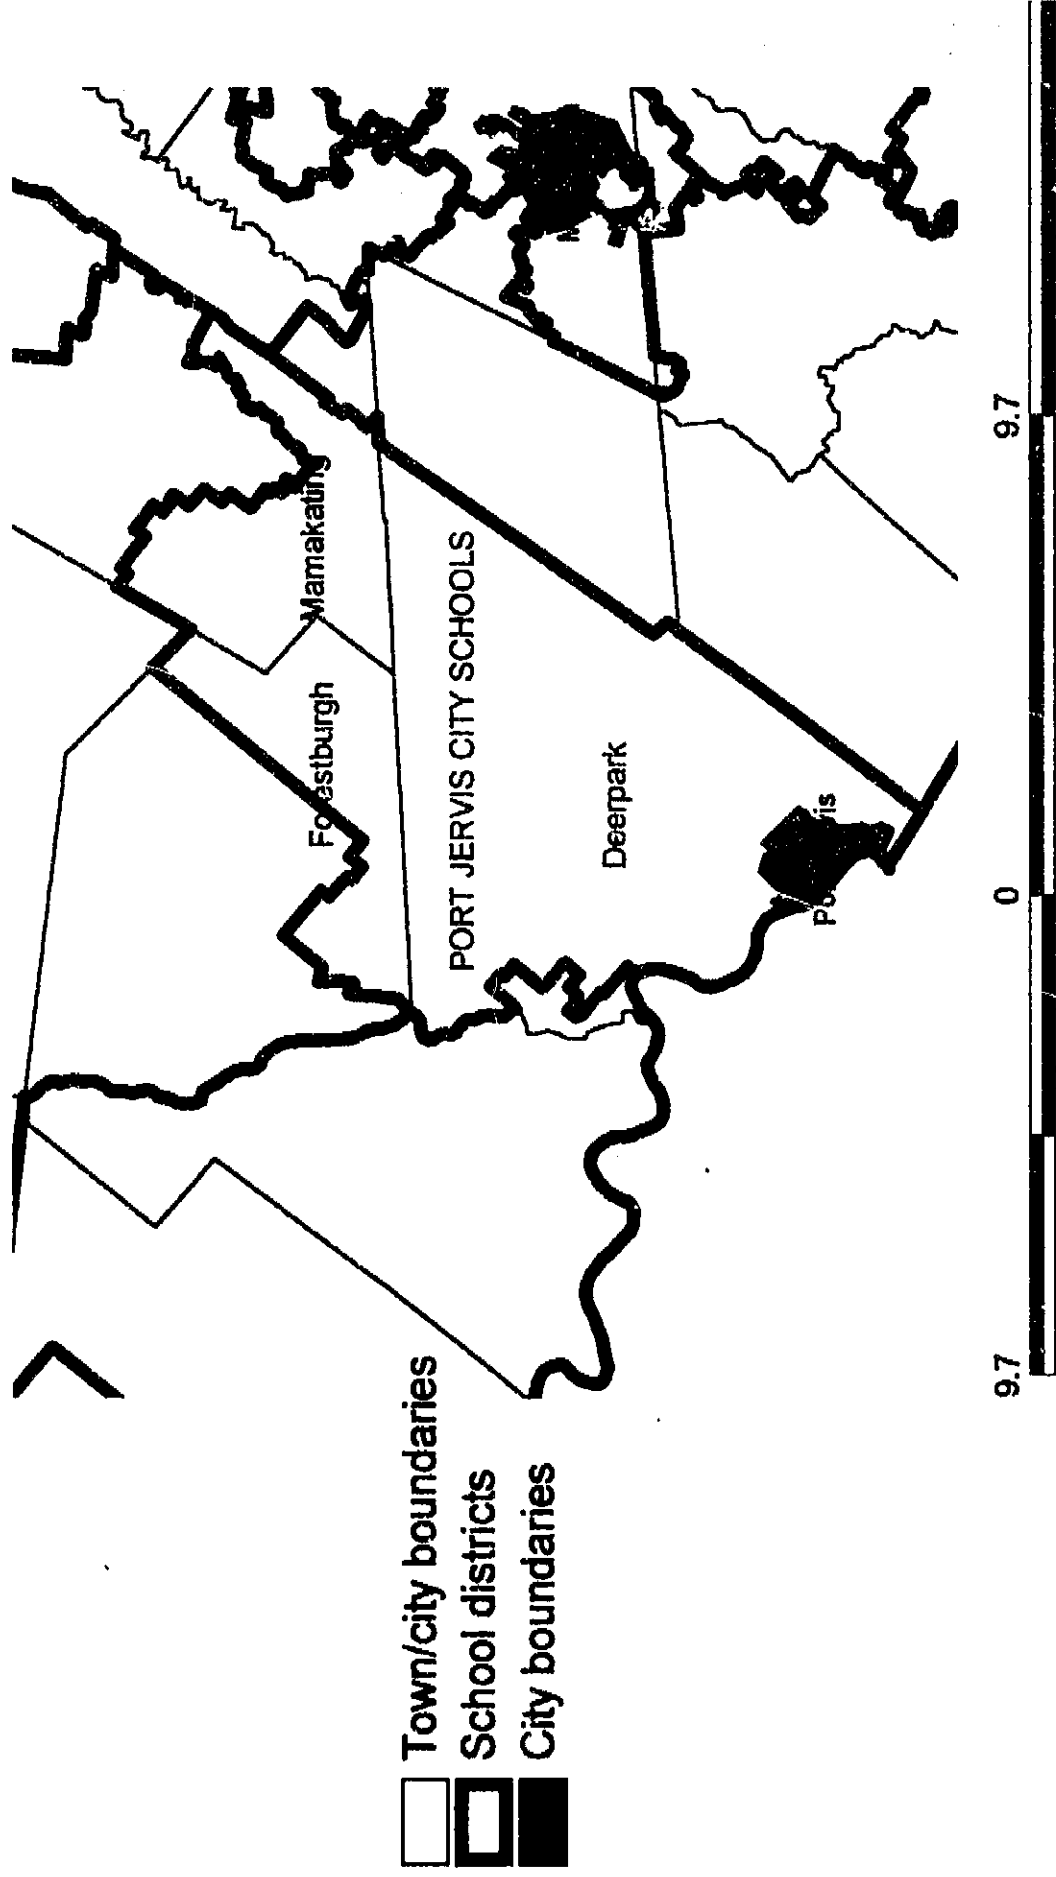 Mamakating
Forestburgh
PORT JERVIS CITY SCHOOLS
Deerpark
Town/city boundaries
School districts
City boundaries
9.7
0
9.7